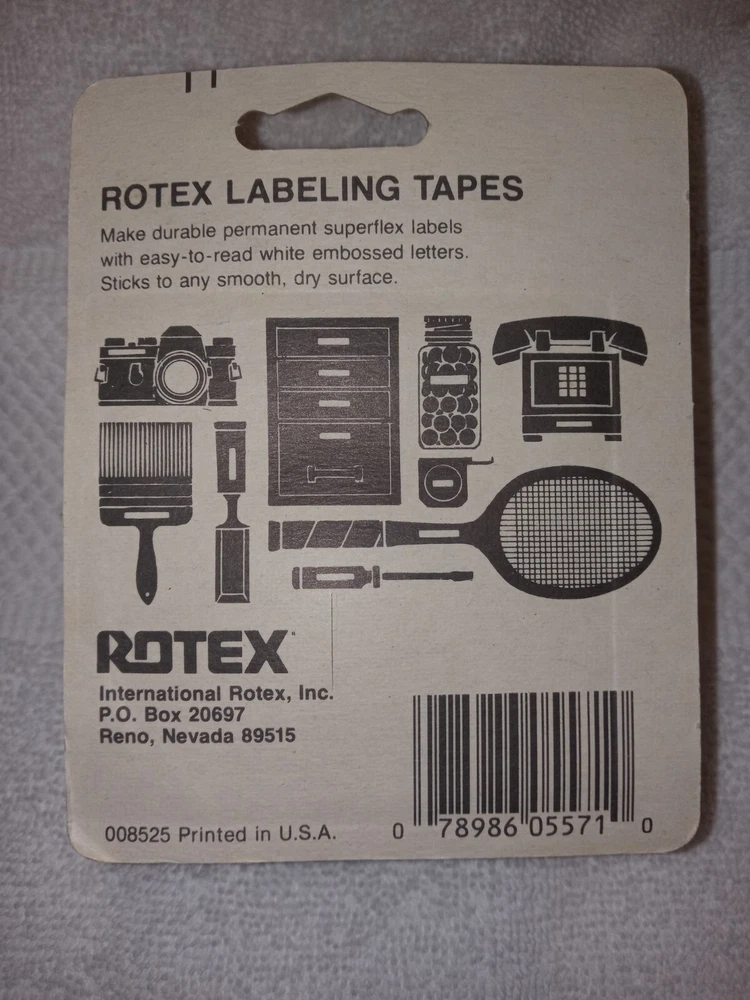 ROTEX LABELING TAPES
Make durable permanent superflex labels
with easy-to-read white embossed letters.
Sticks to any smooth, dry surface.
ROTEX
International Rotex, Inc.
P.O. Box 20697
Reno, Nevada 89515
008525 Printed in U.S.A.
0 78986 05571 0